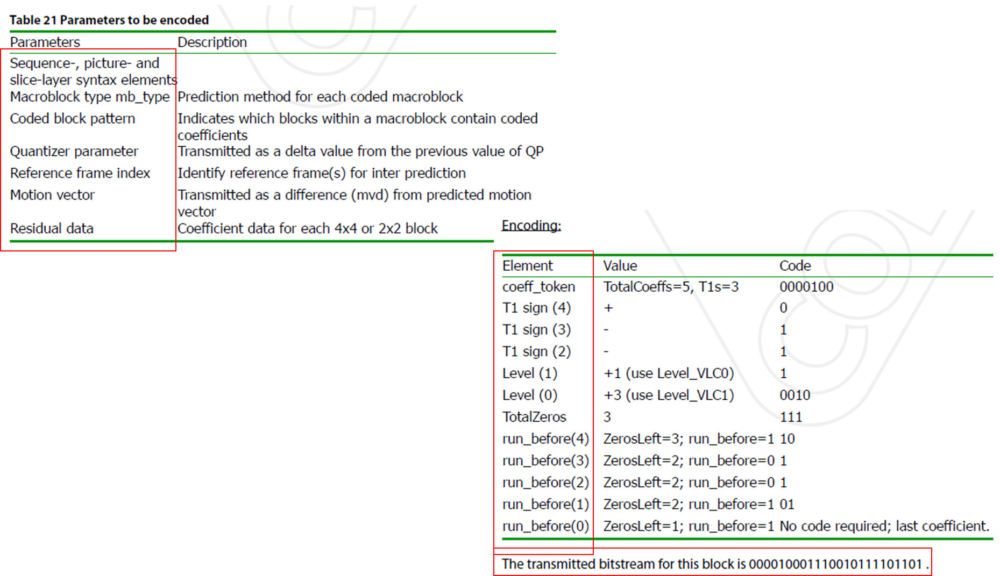 Table 21 Parameters to be encoded
Parameters Description
Sequence-, picture- and
slice-layer syntax elements
Macroblock type mb_type Prediction method for each coded macroblock
Coded block pattern Indicates which blocks within a macroblock contain coded
coefficients
Quantizer parameter Transmitted as a delta value from the previous value of QP
Reference frame index Identify reference frame(s) for inter prediction
Motion vector Transmitted as a difference (mvd) from predicted motion
vector
Residual data Coefficient data for each 4x4 or 2x2 block
Encoding:
Element Value Code
coeff_token TotalCoeffs=5, T1s=3 0000100
T1 sign (4) + 0
T1 sign (3) - 1
T1 sign (2) - 1
Level (1) +1 (use Level_VLC0) 1
Level (0) +3 (use Level_VLC1) 0010
TotalZeros 3 111
run_before(4) ZerosLeft=3; run_before=1 10
run_before(3) ZerosLeft=2; run_before=0 1
run_before(2) ZerosLeft=2; run_before=0 1
run_before(1) ZerosLeft=2; run_before=1 01
run_before(0) ZerosLeft=1; run_before=1 No code required; last coefficient.
The transmitted bitstream for this block is 000010001110010111101101 .